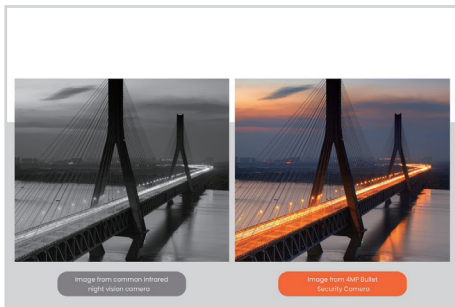 Image from common Infrared
night vision camera
Image from 4MP Bullet
Security Camera